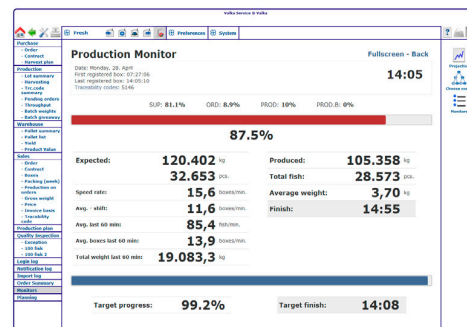 Valka Service @ Valka
Fresh
Preferences
System
Purchase
- Order
- Contract
- Harvest plan
Production
- Lot summary
- Harvesting
- Trc.code summary
- Pending orders
- Throughput
- Batch weights
- Batch giveaway
Warehouse
- Pallet summary
- Pallet list
- Yield
- Product Value
Sales
- Order
- Contract
- Boxes
- Packing (week)
- Production on orders
- Gross weight
- Price
- Invoice basis
- Tracability code
Production plan
Quality Inspection
- Exception
- 100 fisk
- 100 fisk 2
Login log
Notification log
Import log
Order Summary
Monitors
Planning
Production Monitor
Fullscreen - Back
Date: Monday, 28. April
First registered box: 07:27:06
Last registered box: 14:05:10
Tracability codes: 5146
14:05
SUP: 81.1% ORD: 8.9% PROD: 10% PROD.B: 0%
87.5%
Expected: 120.402 kg
32.653 pcs.
Speed rate: 15,6 boxes/min.
Avg. - shift: 11,6 boxes/min.
Avg. last 60 min: 85,4 fish/min.
Avg. boxes last 60 min: 13,9 boxes/min.
Total weight last 60 min: 19.083,3 kg
Produced: 105.358 kg
Total fish: 28.573 pcs.
Average weight: 3,70 kg
Finish: 14:55
Target progress: 99.2%
Target finish: 14:08
Monitors